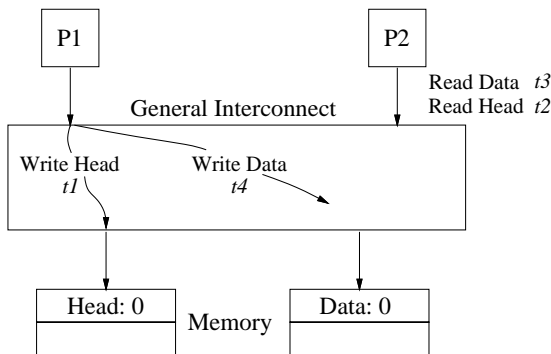 P1
P2
Read Data t3
Read Head t2
General Interconnect
Write Head
t1
Write Data
t4
Head: 0
Memory
Data: 0